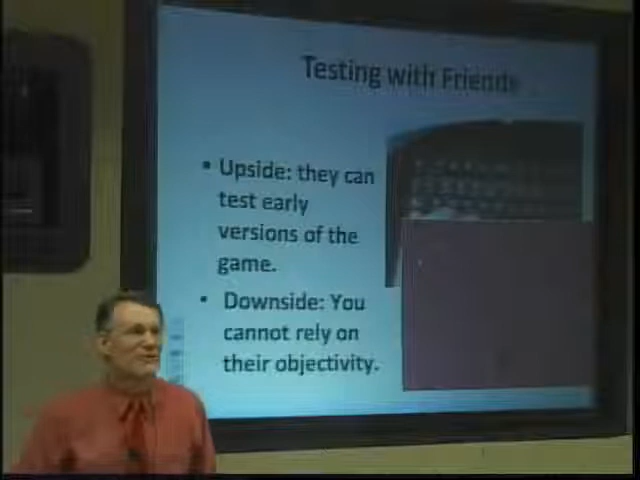 Testing with Friends
• Upside: they can
test early
versions of the
game.
• Downside: You
cannot rely on
their objectivity.